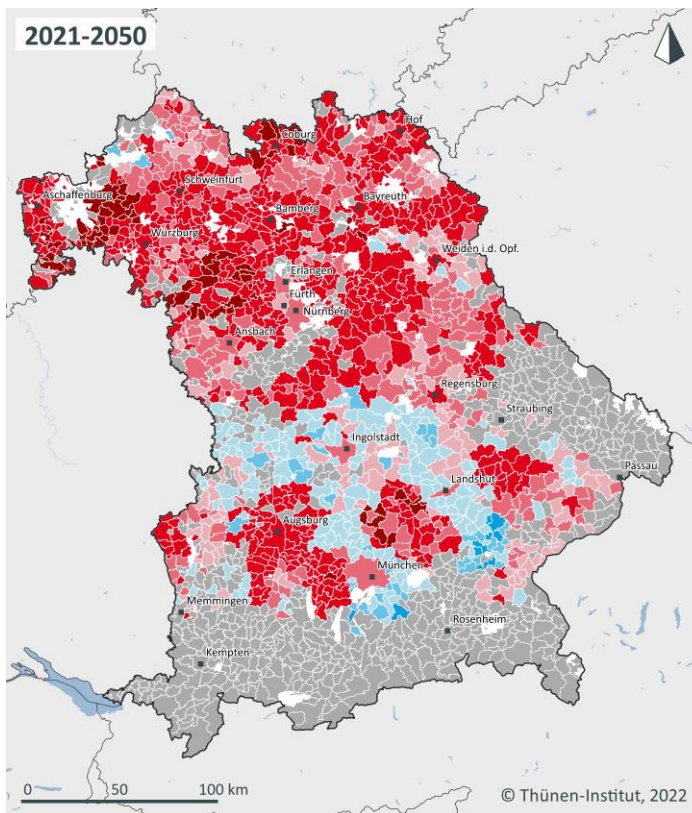 2021-2050
Hof
Coburg
Schweinfurt
Aschaffenburg
Bamberg
Bayreuth
Würzburg
Weiden i.d. Opf.
Erlangen
Fürth
Nürnberg
Ansbach
Regensburg
Straubing
Ingolstadt
Passau
Landshut
Augsburg
München
Memmingen
Rosenheim
Kempten
0 50 100 km
© Thünen-Institut, 2022